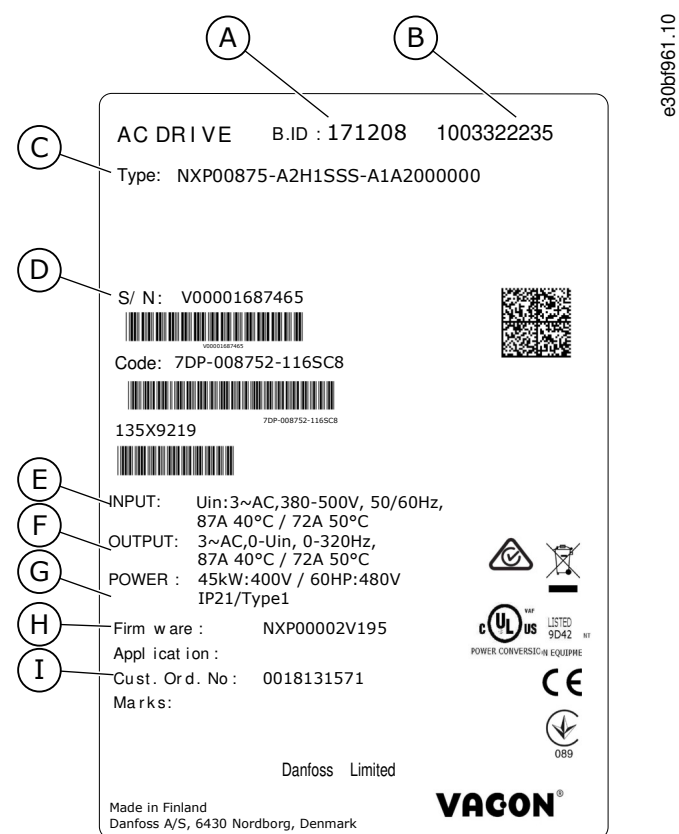 e30bf961.10
A
B
AC DRIVE B.ID : 171208 1003322235
C
Type: NXP00875-A2H1SSS-A1A2000000
D
S/ N: V00001687465
V00001687465
Code: 7DP-008752-116SC8
7DP-008752-116SC8
135X9219
E
INPUT: Uin:3~AC,380-500V, 50/60Hz,
87A 40°C / 72A 50°C
F
OUTPUT: 3~AC,0-Uin, 0-320Hz,
87A 40°C / 72A 50°C
G
POWER : 45kW:400V / 60HP:480V
IP21/Type1
H
Firm ware : NXP00002V195
Application :
I
Cust. Ord. No : 0018131571
Marks:
c UL us VAF LISTED
9D42 NT
POWER CONVERSION EQUIPME
CE
089
Danfoss Limited
Made in Finland
Danfoss A/S, 6430 Nordborg, Denmark
VACON®